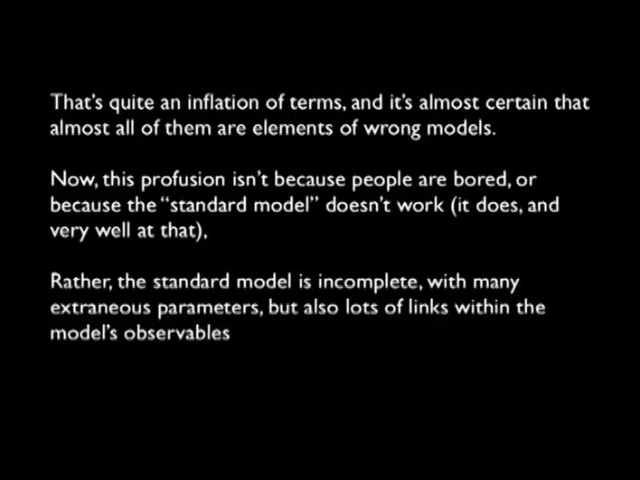 That's quite an inflation of terms, and it's almost certain that
almost all of them are elements of wrong models.
Now, this profusion isn't because people are bored, or
because the “standard model” doesn't work (it does, and
very well at that),
Rather, the standard model is incomplete, with many
extraneous parameters, but also lots of links within the
model's observables